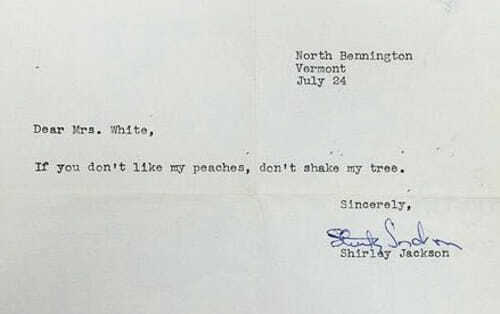 North Bennington
Vermont
July 24
Dear Mrs. White,
If you don't like my peaches, don't shake my tree.
Sincerely,
Shirley Jackson
Shirley Jackson